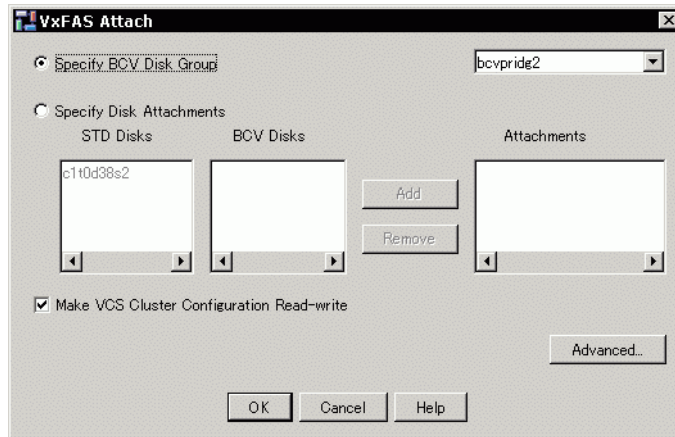 VxFAS Attach
Specify BCV Disk Group
bcvpridg2
Specify Disk Attachments
STD Disks BCV Disks Attachments
c1t0d38s2
Add
Remove
Make VCS Cluster Configuration Read-write
Advanced...
OK Cancel Help